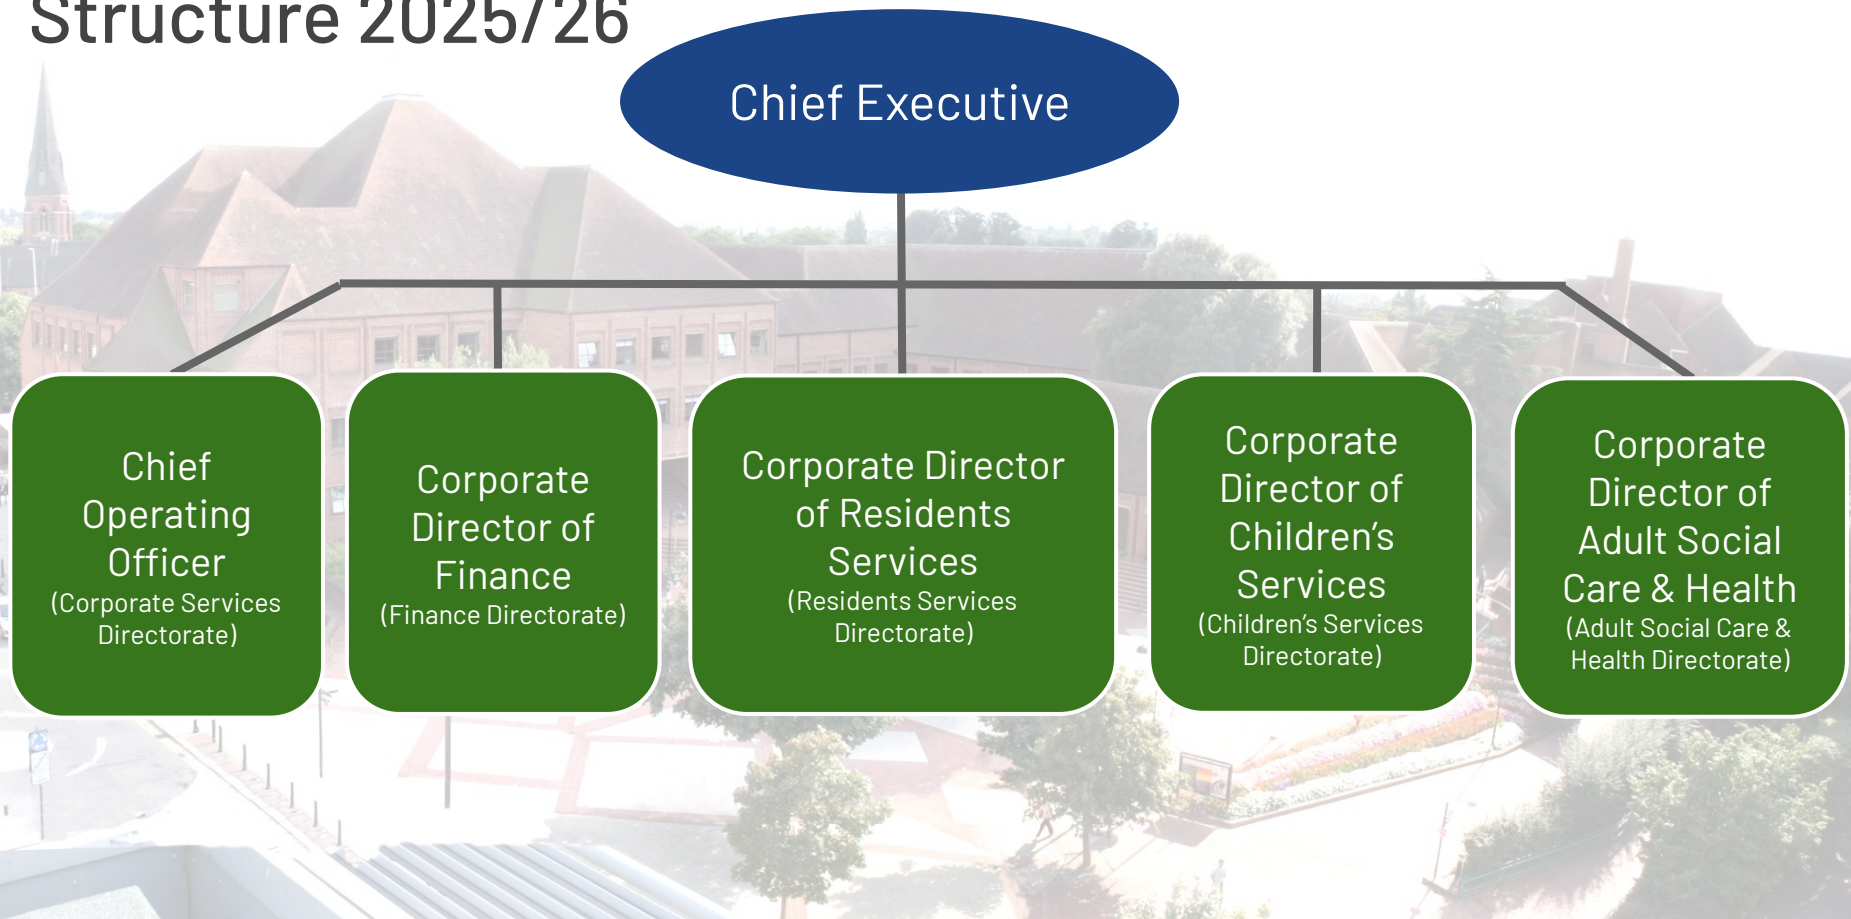 Structure 2025/26
Chief Executive
Chief
Operating
Officer
(Corporate Services
Directorate)
Corporate
Director of
Finance
(Finance Directorate)
Corporate Director
of Residents
Services
(Residents Services
Directorate)
Corporate
Director of
Children’s
Services
(Children’s Services
Directorate)
Corporate
Director of
Adult Social
Care & Health
(Adult Social Care &
Health Directorate)